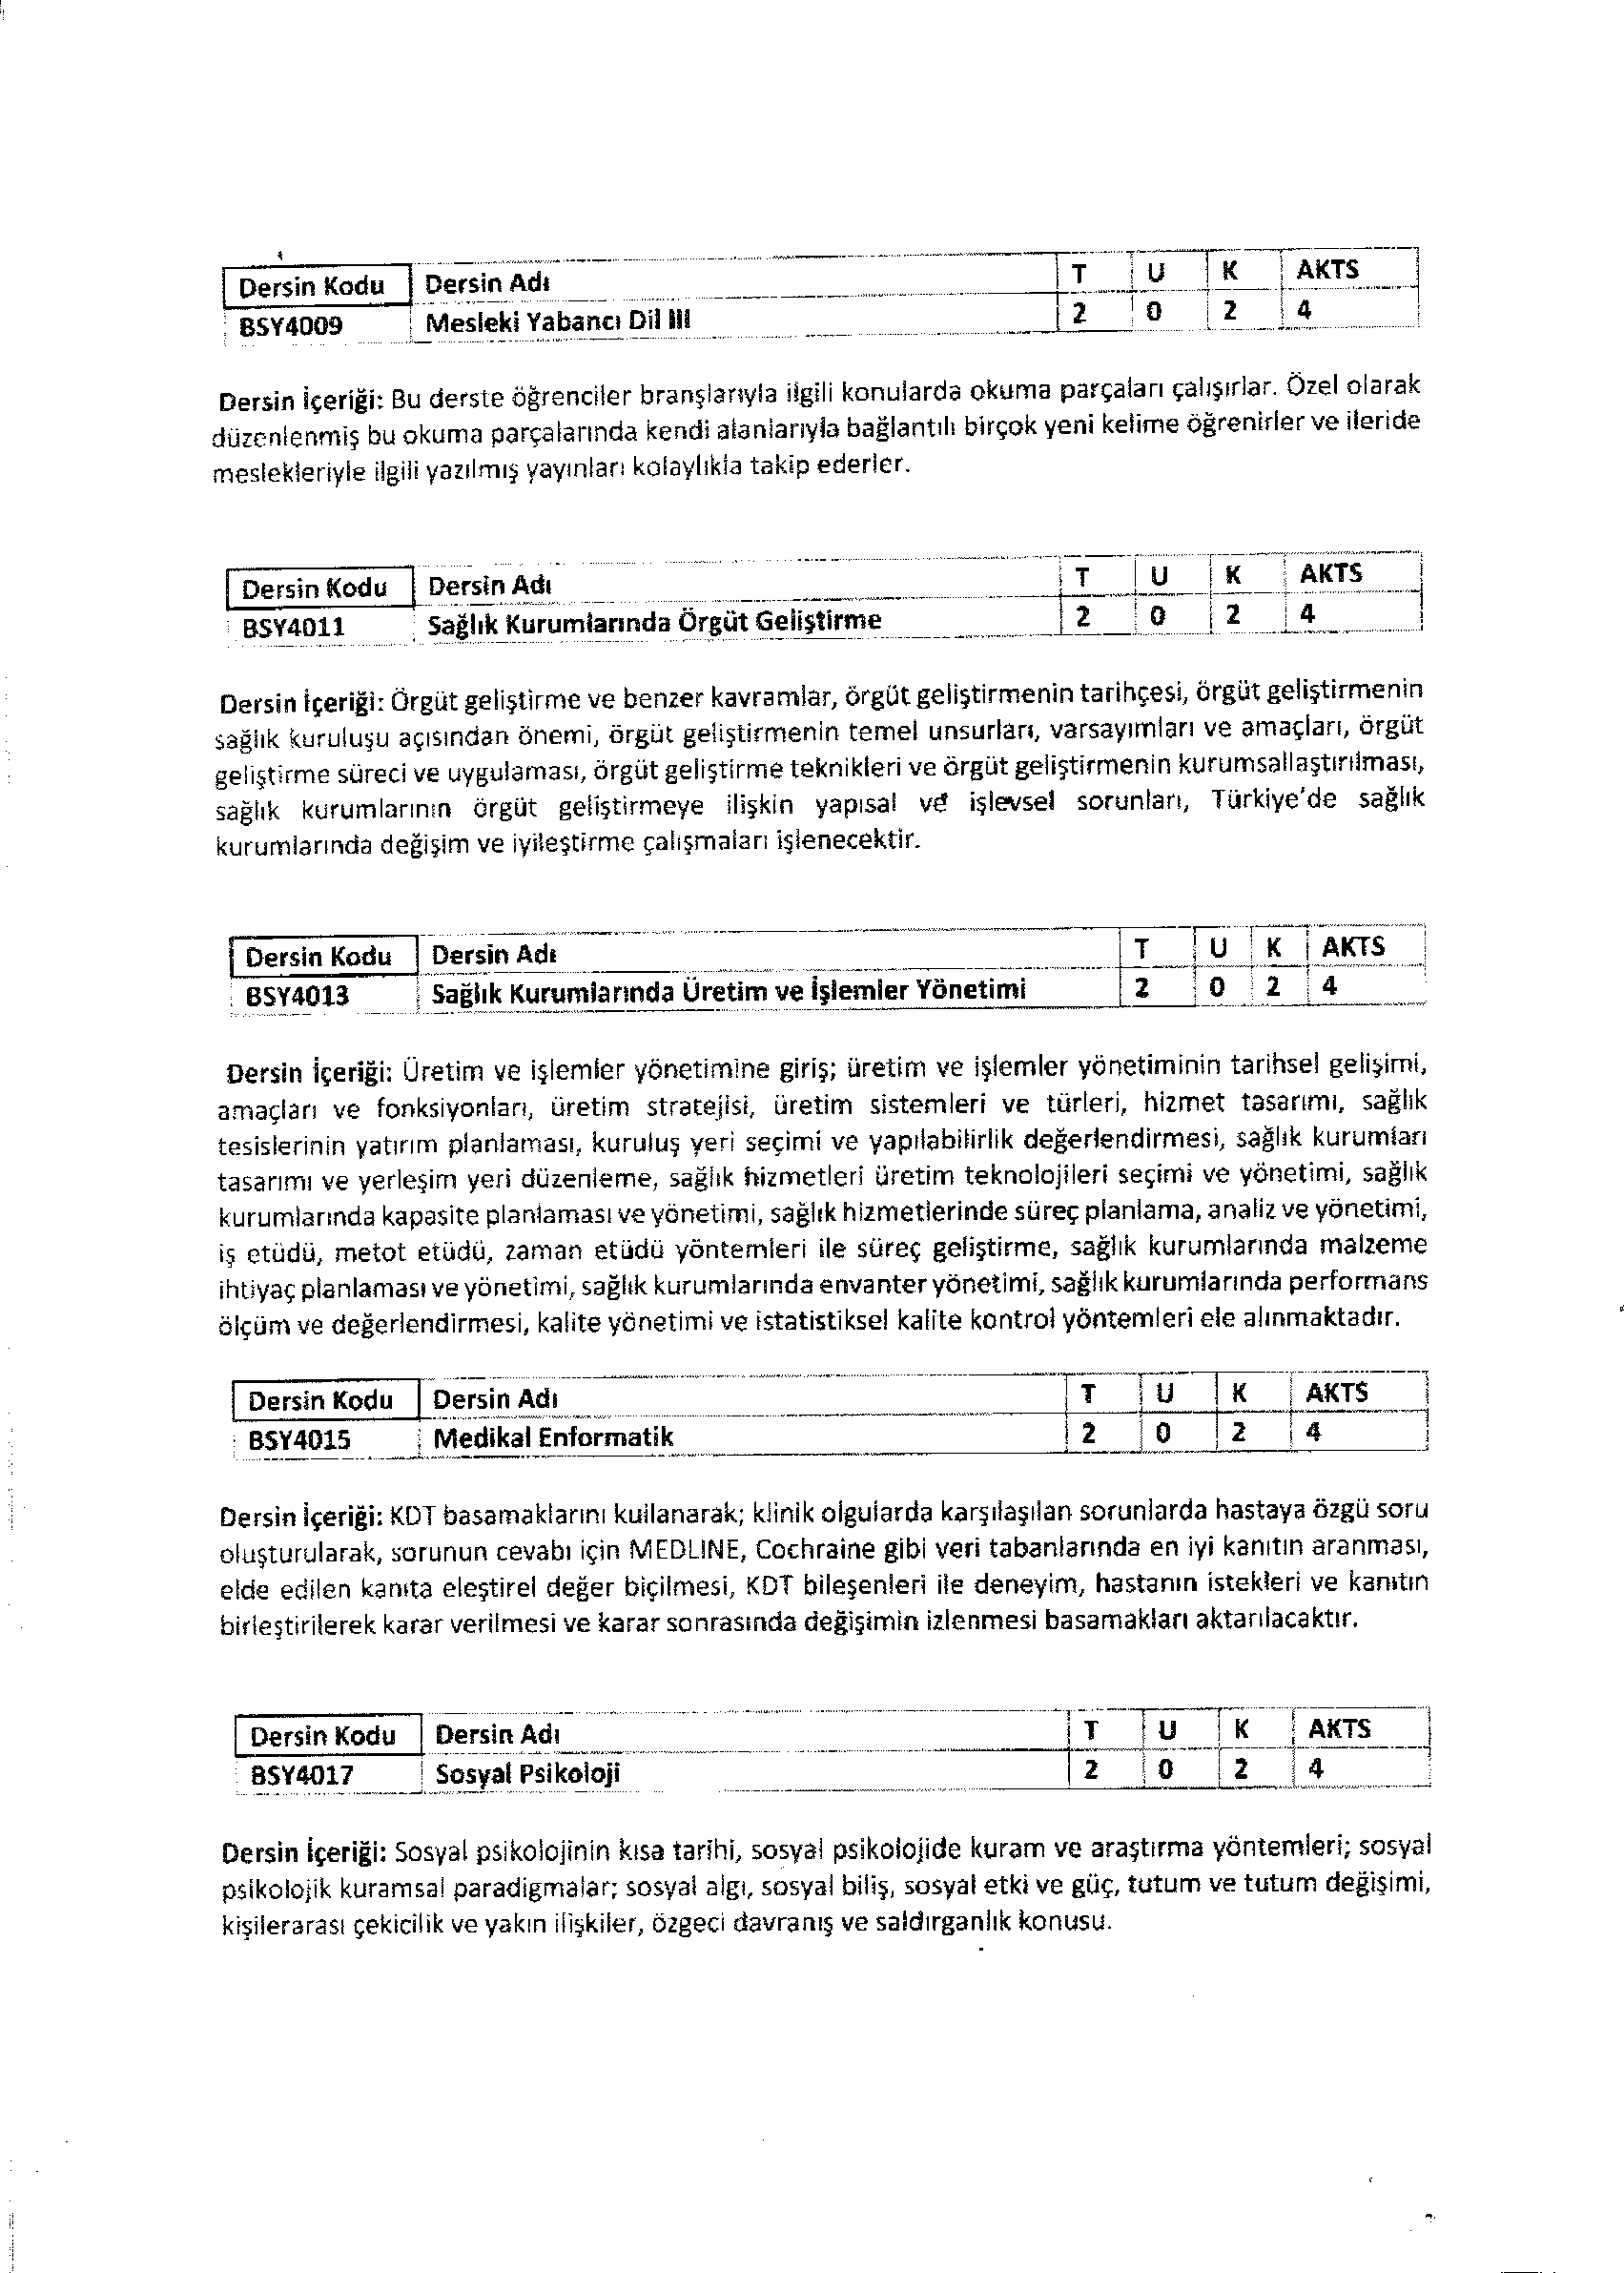 Dersin Kodu Dersin Adı T U K AKTS
BSY4009 Mesleki Yabancı Dil III 2 0 2 4
Dersin İçeriği: Bu derste öğrenciler branşlarıyla ilgili konularda okuma parçaları çalışırlar. Özel olarak
düzenlenmiş bu okuma parçalarında kendi alanlarıyla bağlantılı birçok yeni kelime öğrenirler ve ileride
meslekleriyle ilgili yazılmış yayınları kolaylıkla takip ederler.
Dersin Kodu Dersin Adı T U K AKTS
BSY4011 Sağlık Kurumlarında Örgüt Geliştirme 2 0 2 4
Dersin İçeriği: Örgüt geliştirme ve benzer kavramlar, örgüt geliştirmenin tarihçesi, örgüt geliştirmenin
sağlık kuruluşu açısından önemi, örgüt geliştirmenin temel unsurları, varsayımları ve amaçları, örgüt
geliştirme süreci ve uygulaması, örgüt geliştirme teknikleri ve örgüt geliştirmenin kurumsallaştırılması,
sağlık kurumlarının örgüt geliştirmeye ilişkin yapısal ve işlevsel sorunları, Türkiye'de sağlık
kurumlarında değişim ve iyileştirme çalışmaları işlenecektir.
Dersin Kodu Dersin Adı T U K AKTS
BSY4013 Sağlık Kurumlarında Üretim ve İşlemler Yönetimi 2 0 2 4
Dersin İçeriği: Üretim ve işlemler yönetimine giriş; üretim ve işlemler yönetiminin tarihsel gelişimi,
amaçları ve fonksiyonları, üretim stratejisi, üretim sistemleri ve türleri, hizmet tasarımı, sağlık
tesislerinin yatırım planlaması, kuruluş yeri seçimi ve yapılabilirlik değerlendirmesi, sağlık kurumları
tasarımı ve yerleşim yeri düzenleme, sağlık hizmetleri üretim teknolojileri seçimi ve yönetimi, sağlık
kurumlarında kapasite planlaması ve yönetimi, sağlık hizmetlerinde süreç planlama, analiz ve yönetimi,
iş etüdü, metot etüdü, zaman etüdü yöntemleri ile süreç geliştirme, sağlık kurumlarında malzeme
ihtiyaç planlaması ve yönetimi, sağlık kurumlarında envanter yönetimi, sağlık kurumlarında performans
ölçüm ve değerlendirmesi, kalite yönetimi ve istatistiksel kalite kontrol yöntemleri ele alınmaktadır.
Dersin Kodu Dersin Adı T U K AKTS
BSY4015 Medikal Enformatik 2 0 2 4
Dersin İçeriği: KDT basamaklarını kullanarak; klinik olgularda karşılaşılan sorunlarda hastaya özgü soru
oluşturularak, sorunun cevabı için MEDLINE, Cochraine gibi veri tabanlarında en iyi kanıtın aranması,
elde edilen kanıta eleştirel değer biçilmesi, KDT bileşenleri ile deneyim, hastanın istekleri ve kanıtın
birleştirilerek karar verilmesi ve karar sonrasında değişimin izlenmesi basamakları aktarılacaktır.
Dersin Kodu Dersin Adı T U K AKTS
BSY4017 Sosyal Psikoloji 2 0 2 4
Dersin İçeriği: Sosyal psikolojinin kısa tarihi, sosyal psikolojide kuram ve araştırma yöntemleri; sosyal
psikolojik kuramsal paradigmalar; sosyal algı, sosyal biliş, sosyal etki ve güç, tutum ve tutum değişimi,
kişilerarası çekicilik ve yakın ilişkiler, özgeci davranış ve saldırganlık konusu.